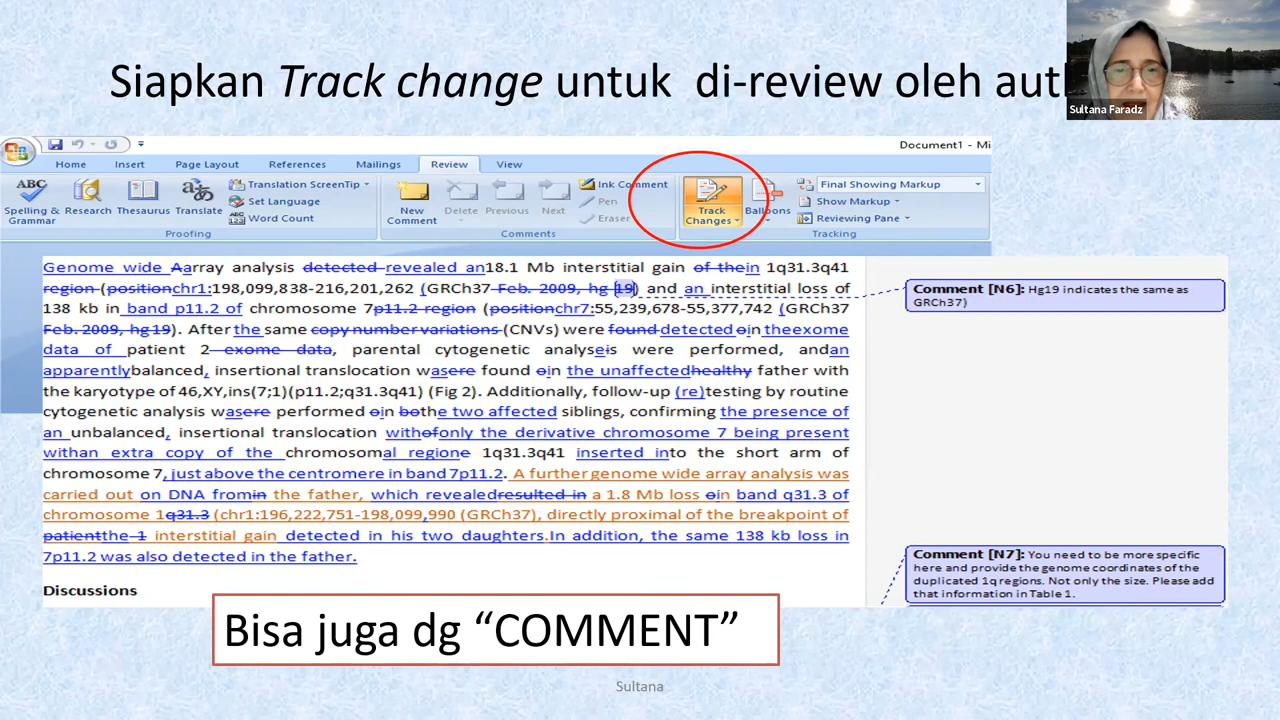 Siapkan Track change untuk di-review oleh aut
Sultana Faradz
Document1 - Mi
Home Insert Page Layout References Mailings Review View
ABC
Spelling & Grammar
Research
Thesaurus
Translate
Translation ScreenTip
Set Language
ABC 123 Word Count
Proofing
New Comment
Delete
Previous
Next
Ink Comment
Pen
Eraser
Comments
Track Changes
Balloons
Final Showing Markup
Show Markup
Reviewing Pane
Tracking
Genome wide Aarray analysis detected revealed an18.1 Mb interstitial gain of thein 1q31.3q41
region (positionchr1:198,099,838-216,201,262 (GRCh37 Feb. 2009, hg 19) and an interstitial loss of
138 kb in band p11.2 of chromosome 7p11.2 region (positionchr7:55,239,678-55,377,742 (GRCh37
Feb. 2009, hg19). After the same copy number variations (CNVs) were found detected oin theexome
data of patient 2 exome data, parental cytogenetic analyseis were performed, andan
apparentlybalanced, insertional translocation wasere found oin the unaffectedhealthy father with
the karyotype of 46,XY,ins(7;1)(p11.2;q31.3q41) (Fig 2). Additionally, follow-up (re)testing by routine
cytogenetic analysis wasere performed oin bothe two affected siblings, confirming the presence of
an unbalanced, insertional translocation withofonly the derivative chromosome 7 being present
withan extra copy of the chromosomal regione 1q31.3q41 inserted into the short arm of
chromosome 7, just above the centromere in band 7p11.2. A further genome wide array analysis was
carried out on DNA fromin the father, which revealedresulted in a 1.8 Mb loss oin band q31.3 of
chromosome 1q31.3 (chr1:196,222,751-198,099,990 (GRCh37), directly proximal of the breakpoint of
patientthe 1 interstitial gain detected in his two daughters.In addition, the same 138 kb loss in
7p11.2 was also detected in the father.
Discussions
Comment [N6]: Hg19 indicates the same as
GRCh37)
Comment [N7]: You need to be more specific
here and provide the genome coordinates of the
duplicated 1q regions. Not only the size. Please add
that information in Table 1.
Bisa juga dg “COMMENT”
Sultana